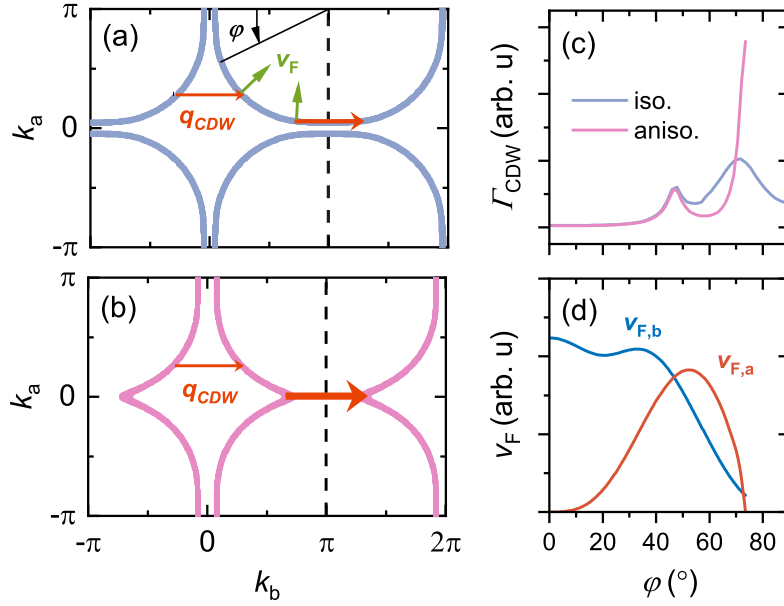 π
(a)
φ
v_F
q_CDW
k_a
0
-π
-π
0
π
π
(b)
q_CDW
k_a
0
-π
-π
0
π
2π
k_b
(c)
iso.
aniso.
Γ_CDW (arb. u)
(d)
v_F,b
v_F,a
v_F (arb. u)
0
20
40
60
80
φ (°)